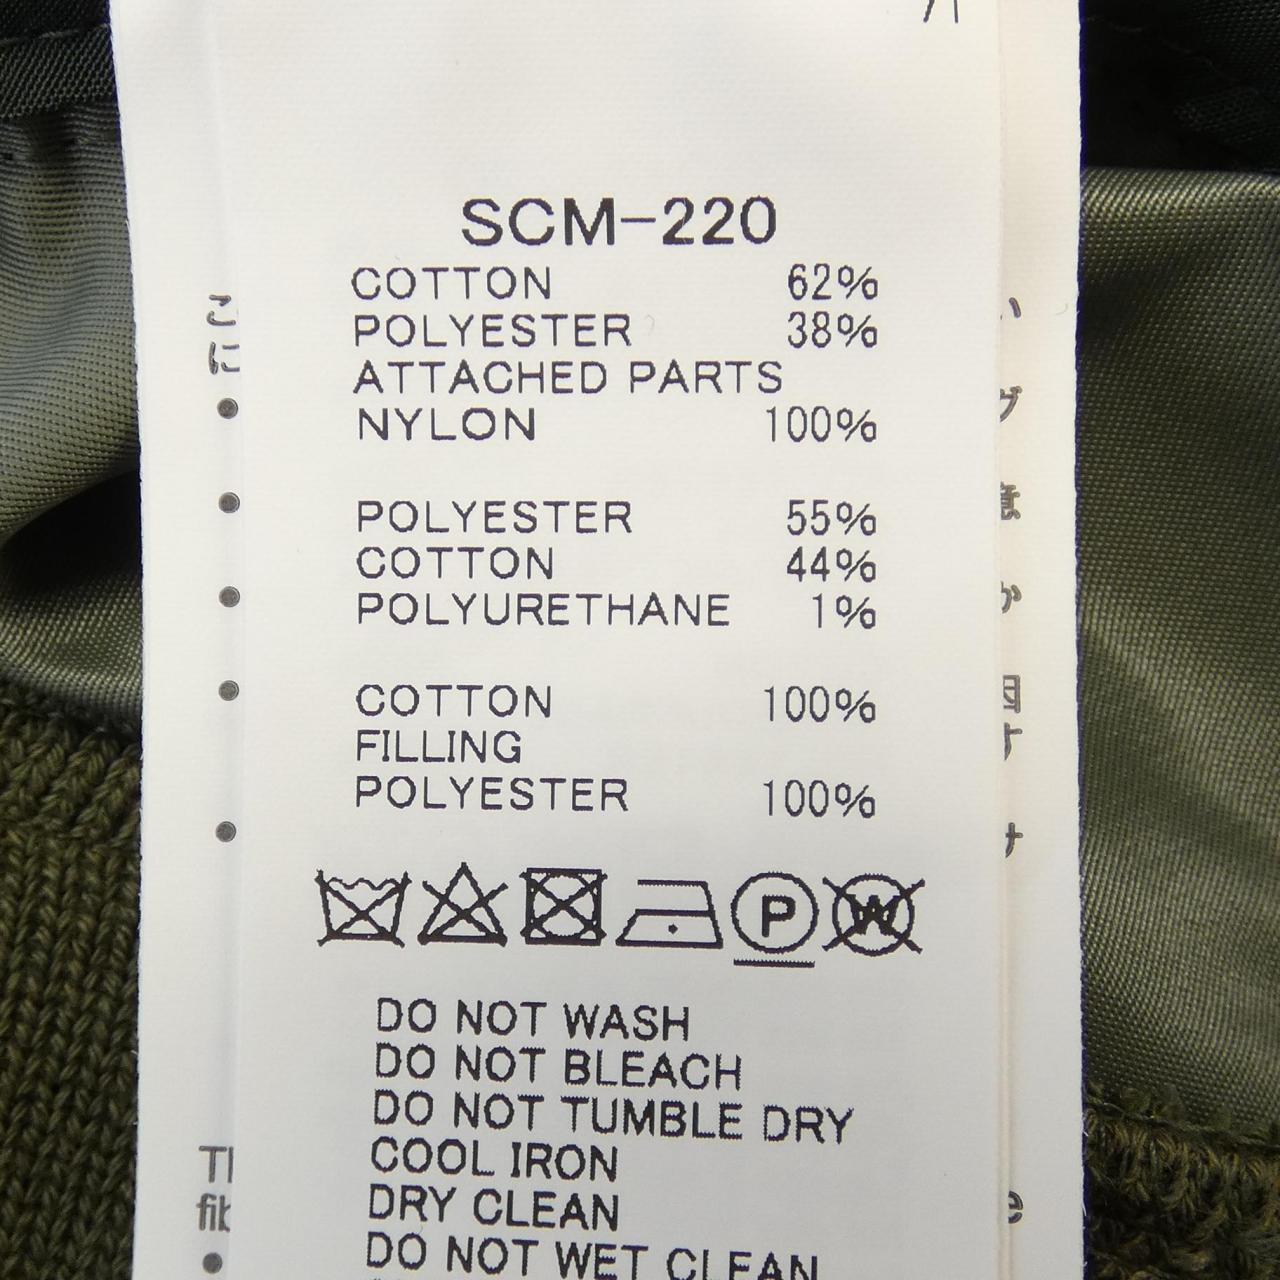 SCM-220
COTTON 62%
POLYESTER 38%
ATTACHED PARTS
NYLON 100%
POLYESTER 55%
COTTON 44%
POLYURETHANE 1%
COTTON 100%
FILLING
POLYESTER 100%
P W
DO NOT WASH
DO NOT BLEACH
DO NOT TUMBLE DRY
COOL IRON
DRY CLEAN
DO NOT WET CLEAN